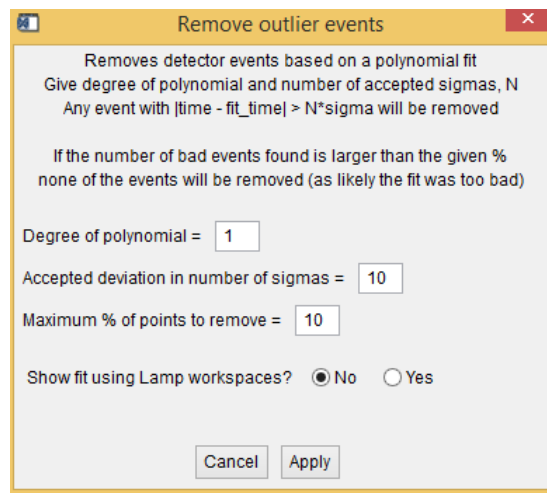 Remove outlier events
Removes detector events based on a polynomial fit
Give degree of polynomial and number of accepted sigmas, N
Any event with |time - fit_time| > N*sigma will be removed
If the number of bad events found is larger than the given %
none of the events will be removed (as likely the fit was too bad)
Degree of polynomial = 1
Accepted deviation in number of sigmas = 10
Maximum % of points to remove = 10
Show fit using Lamp workspaces? No Yes
Cancel Apply